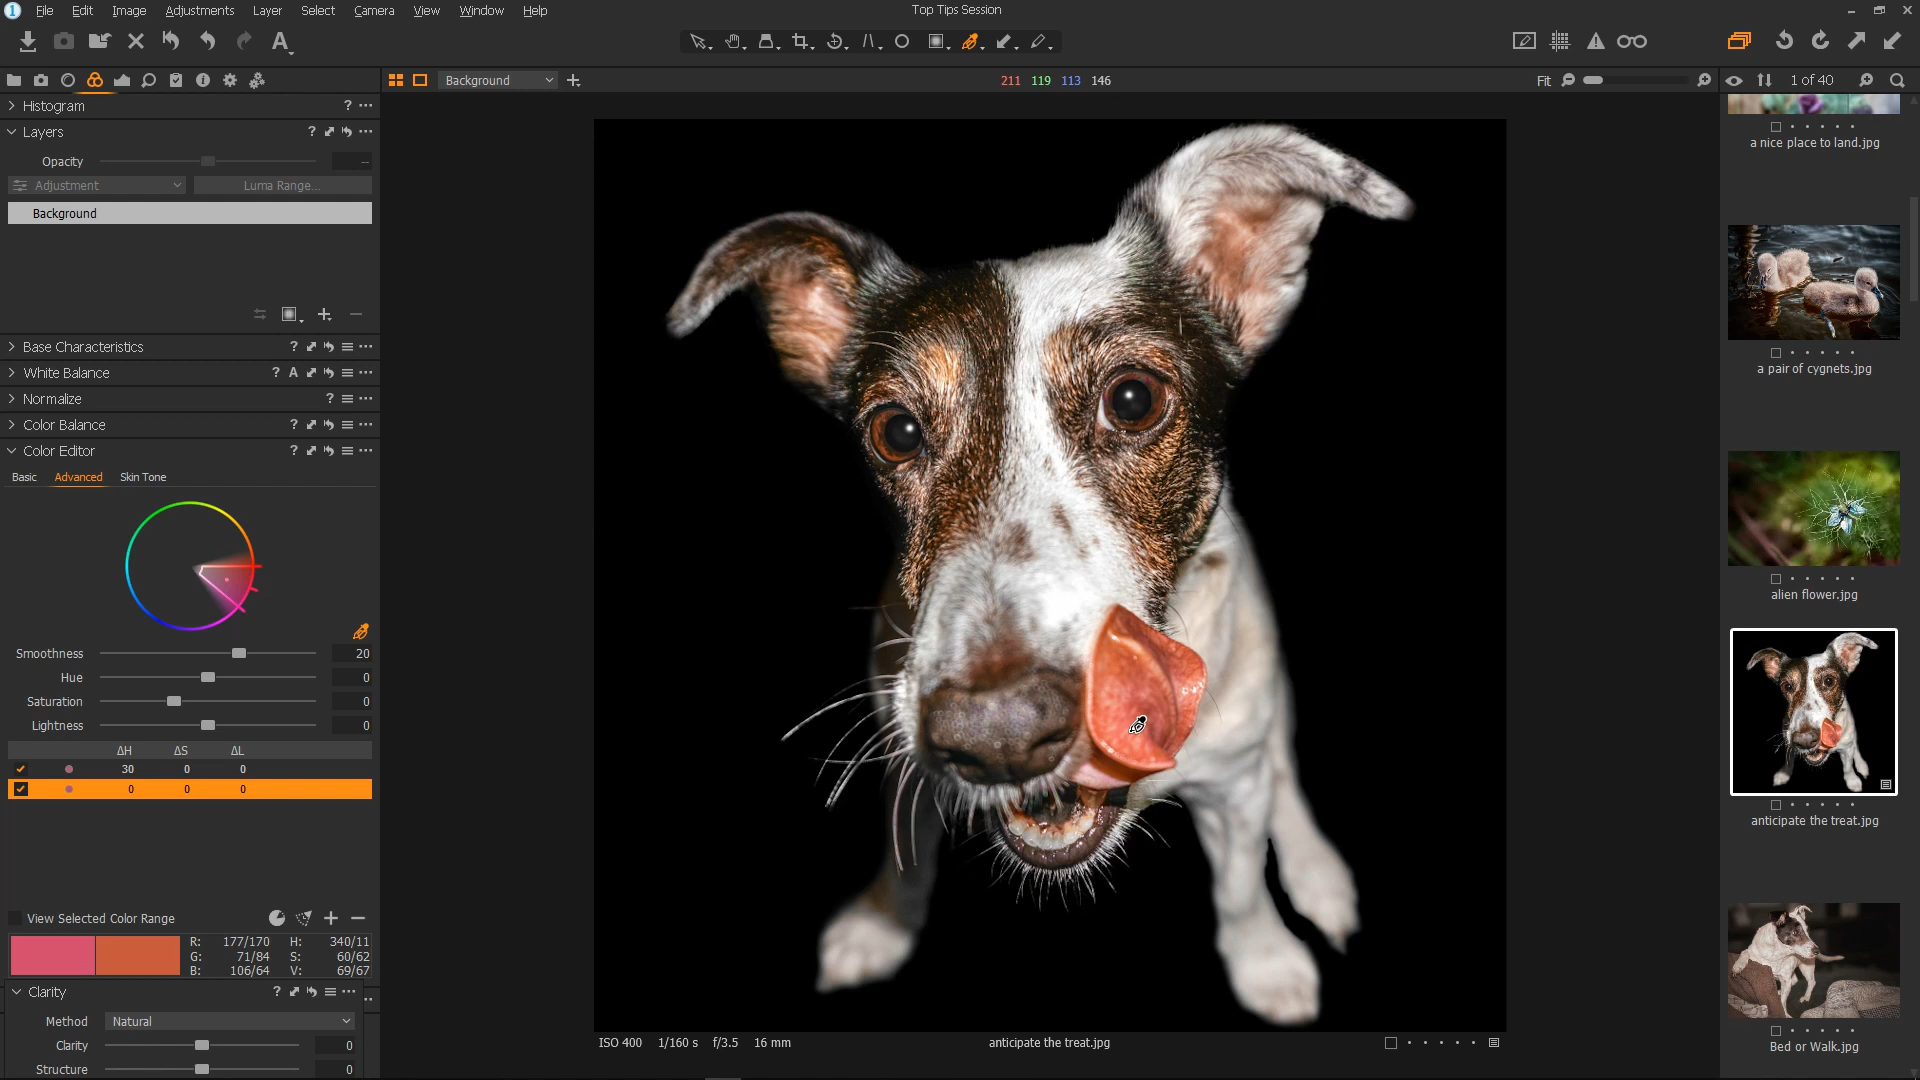 File Edit Image Adjustments Layer Select Camera View Window Help
Top Tips Session
Background
211 119 113 146
Fit
1 of 40
Histogram
Layers
Opacity
Adjustment
Luma Range...
Background
Base Characteristics
White Balance
Normalize
Color Balance
Color Editor
Basic Advanced Skin Tone
Smoothness 20
Hue 0
Saturation 0
Lightness 0
ΔH ΔS ΔL
30 0 0
0 0 0
View Selected Color Range
R: 177/170 H: 340/11
G: 71/84 S: 60/62
B: 106/64 V: 69/67
Clarity
Method Natural
Clarity 0
Structure 0
ISO 400 1/160 s f/3.5 16 mm
anticipate the treat.jpg
a nice place to land.jpg
a pair of cygnets.jpg
alien flower.jpg
anticipate the treat.jpg
Bed or Walk.jpg